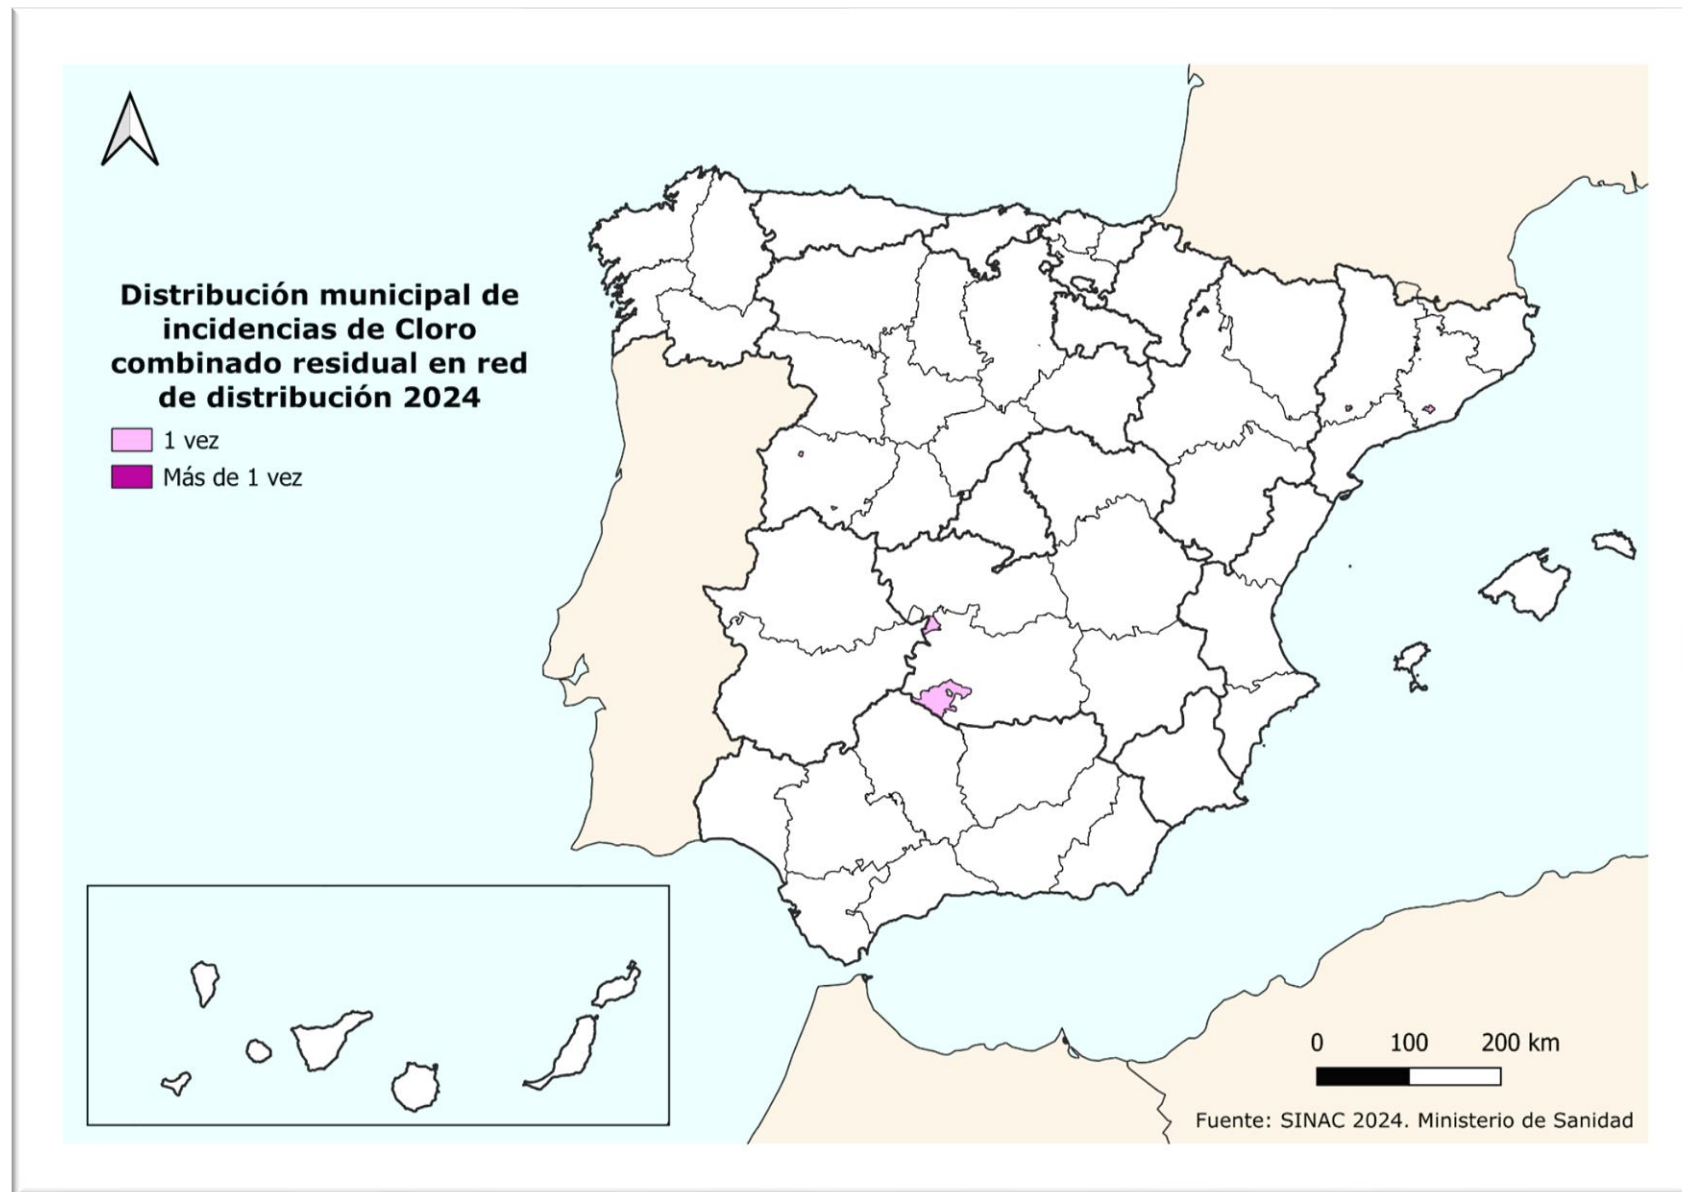 Distribución municipal de
incidencias de Cloro
combinado residual en red
de distribución 2024
1 vez
Más de 1 vez
0 100 200 km
Fuente: SINAC 2024. Ministerio de Sanidad